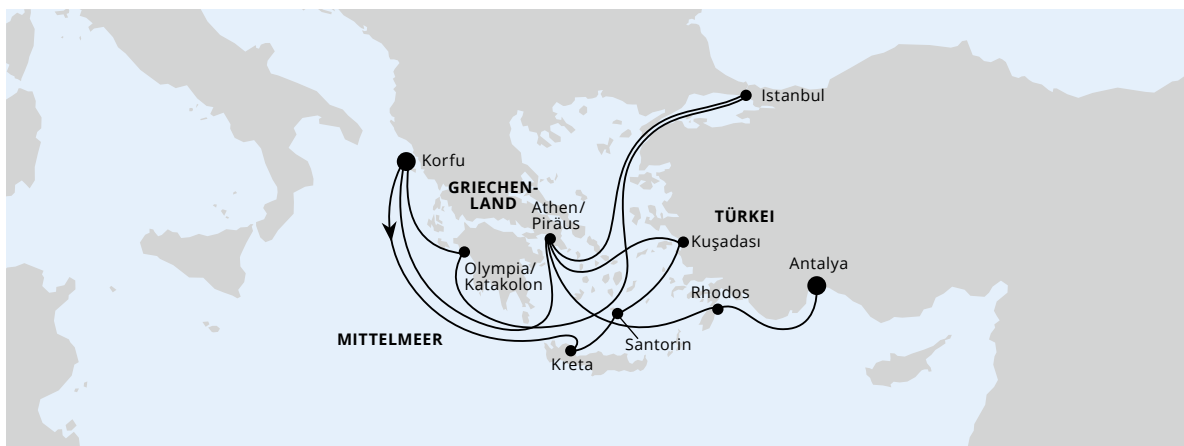 Istanbul
Korfu
GRIECHEN-
LAND
Athen/
Piräus
TÜRKEI
Kuşadası
Olympia/
Katakolon
Antalya
Rhodos
MITTELMEER
Santorin
Kreta